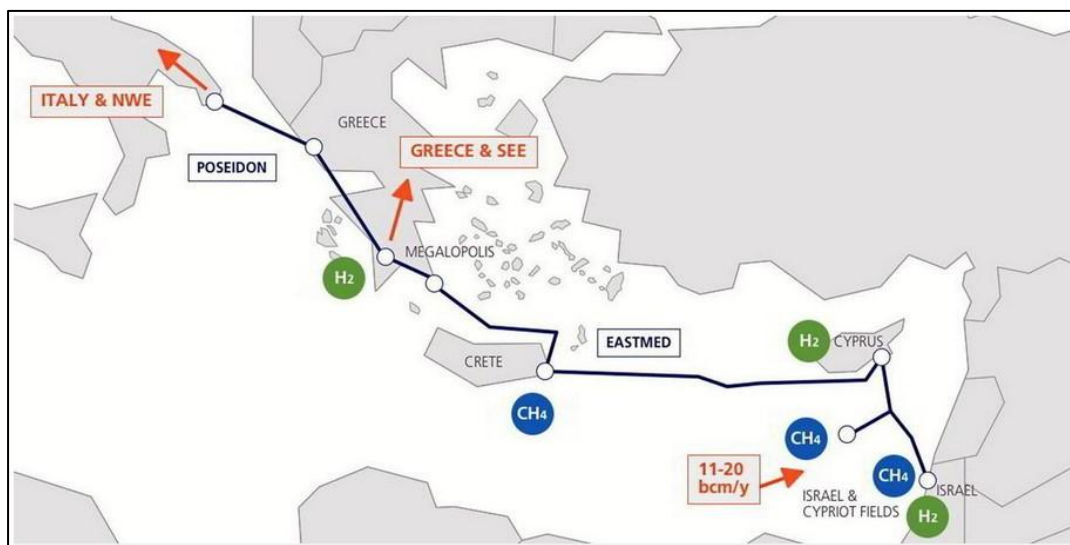 ITALY & NWE
GREECE
GREECE & SEE
POSEIDON
MEGALOPOLIS
H2
EASTMED
H2
CYPRUS
CRETE
CH4
CH4
11-20
bcm/y
CH4
ISRAEL
ISRAEL &
CYPRIOT FIELDS
H2